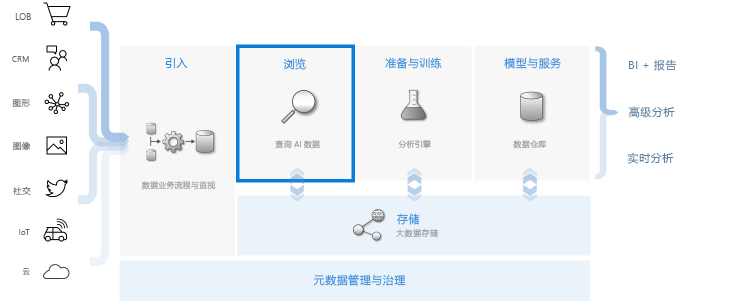 LOB
CRM
图形
图像
社交
IoT
云
引入
数据业务流程与监视
浏览
查询 AI 数据
准备与训练
分析引擎
模型与服务
数据仓库
存储
大数据存储
元数据管理与治理
BI + 报告
高级分析
实时分析